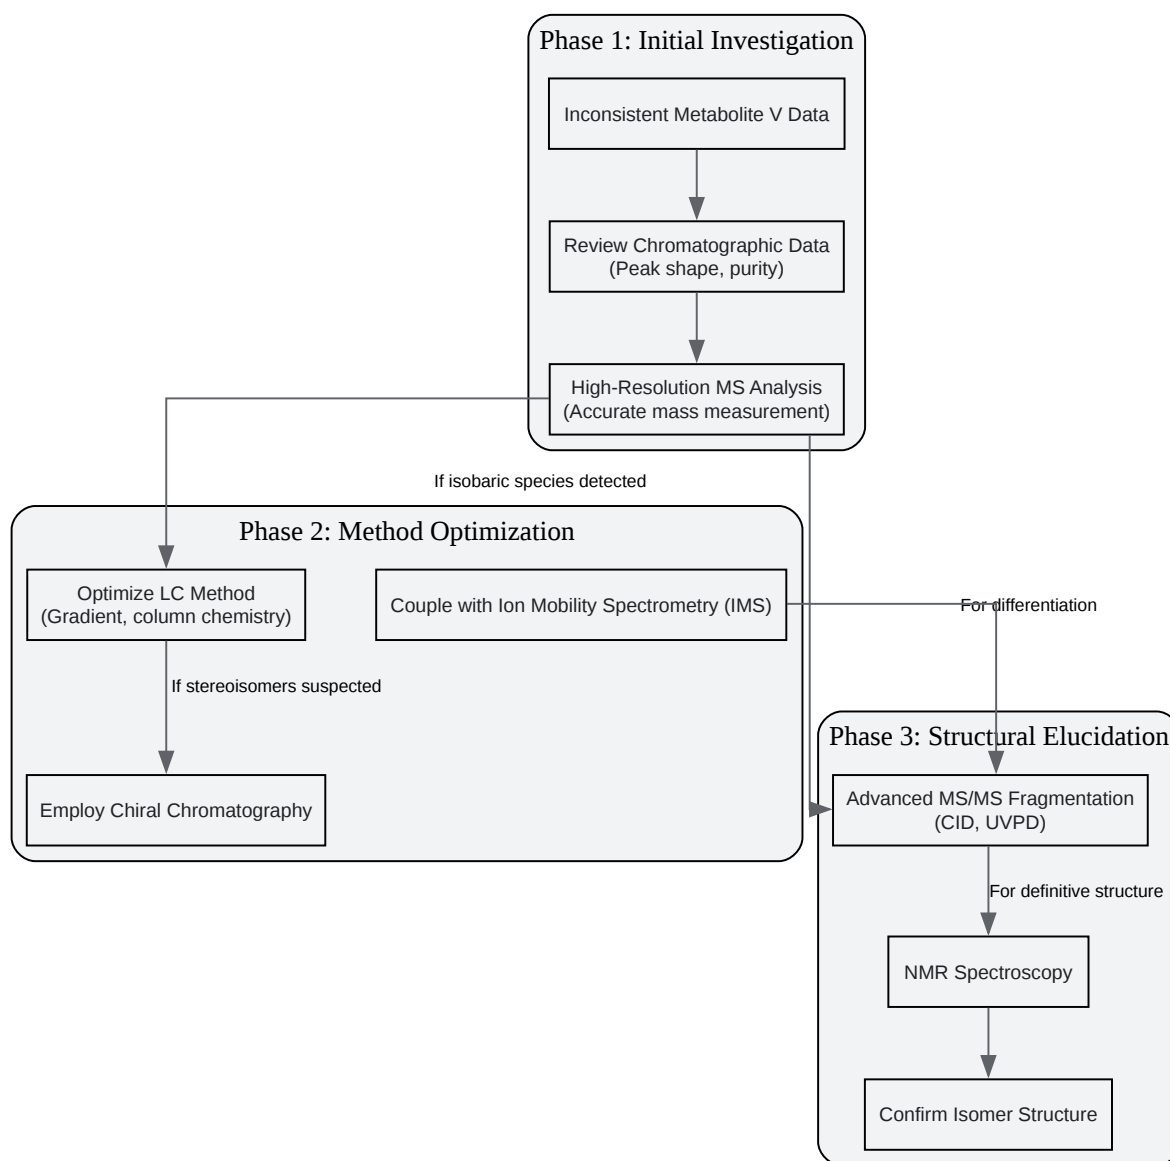 Phase 1: Initial Investigation
Inconsistent Metabolite V Data
Review Chromatographic Data
(Peak shape, purity)
High-Resolution MS Analysis
(Accurate mass measurement)
If isobaric species detected
Phase 2: Method Optimization
Optimize LC Method
(Gradient, column chemistry)
Couple with Ion Mobility Spectrometry (IMS)
For differentiation
If stereoisomers suspected
Employ Chiral Chromatography
Phase 3: Structural Elucidation
Advanced MS/MS Fragmentation
(CID, UVPD)
For definitive structure
NMR Spectroscopy
Confirm Isomer Structure